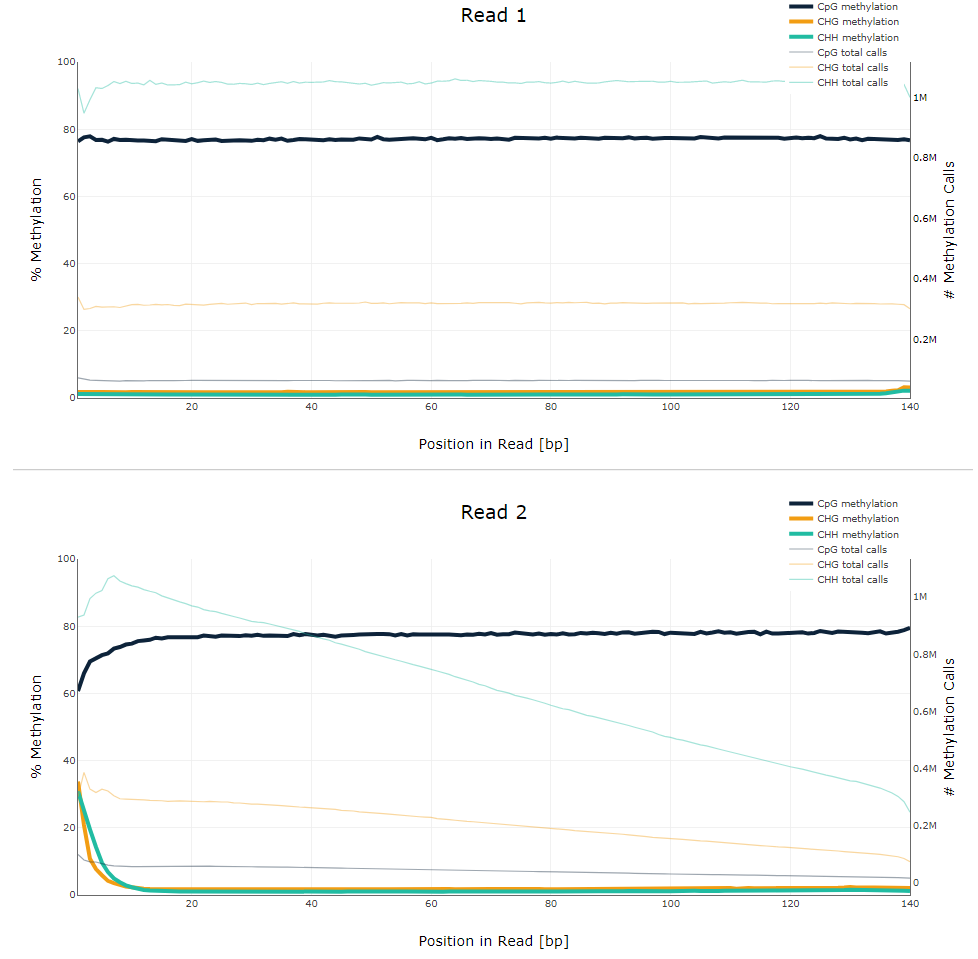 Read 1
CpG methylation
CHG methylation
CHH methylation
CpG total calls
CHG total calls
CHH total calls
100
80
60
40
20
0
% Methylation
1M
0.8M
0.6M
0.4M
0.2M
# Methylation Calls
20 40 60 80 100 120 140
Position in Read [bp]
Read 2
CpG methylation
CHG methylation
CHH methylation
CpG total calls
CHG total calls
CHH total calls
100
80
60
40
20
0
% Methylation
1M
0.8M
0.6M
0.4M
0.2M
0
# Methylation Calls
20 40 60 80 100 120 140
Position in Read [bp]